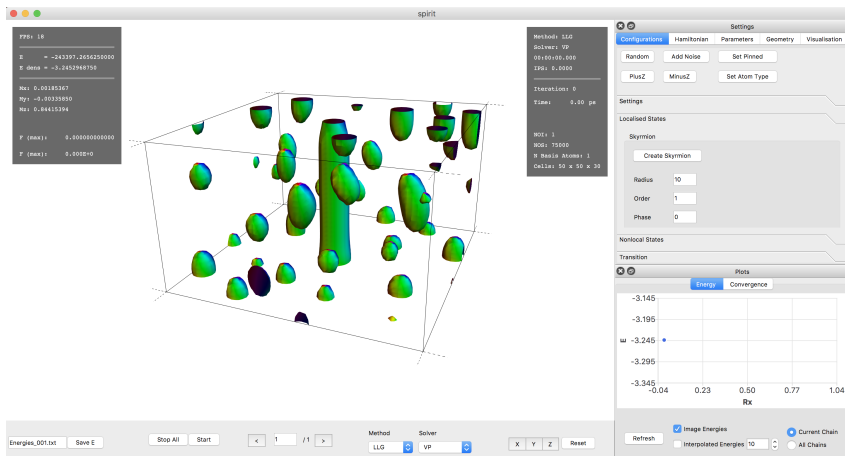 spirit
FPS: 18
E = -243397.2656250000
E dens = -3.2452968750
Mx: 0.00185367
My: -0.00335850
Mz: 0.84415394
F (max): 0.000000000000
F (max): 0.000E+0
Method: LLG
Solver: VP
00:00:00.000
IPS: 0.0000
Iteration: 0
Time: 0.00 ps
NOI: 1
NOS: 75000
N Basis Atoms: 1
Cells: 50 x 50 x 30
Settings
Configurations Hamiltonian Parameters Geometry Visualisation
Random Add Noise Set Pinned
PlusZ MinusZ Set Atom Type
Settings
Localised States
Skyrmion
Create Skyrmion
Radius 10
Order 1
Phase 0
Nonlocal States
Transition
Plots
Energy Convergence
-3.145
-3.195
E -3.245
-3.295
-3.345
-0.04 0.23 0.50 0.77 1.04
Rx
Refresh
Image Energies
Interpolated Energies 10
Current Chain
All Chains
Energies_001.txt Save E
Stop All Start
< 1 / 1 >
Method Solver
LLG VP
X Y Z Reset